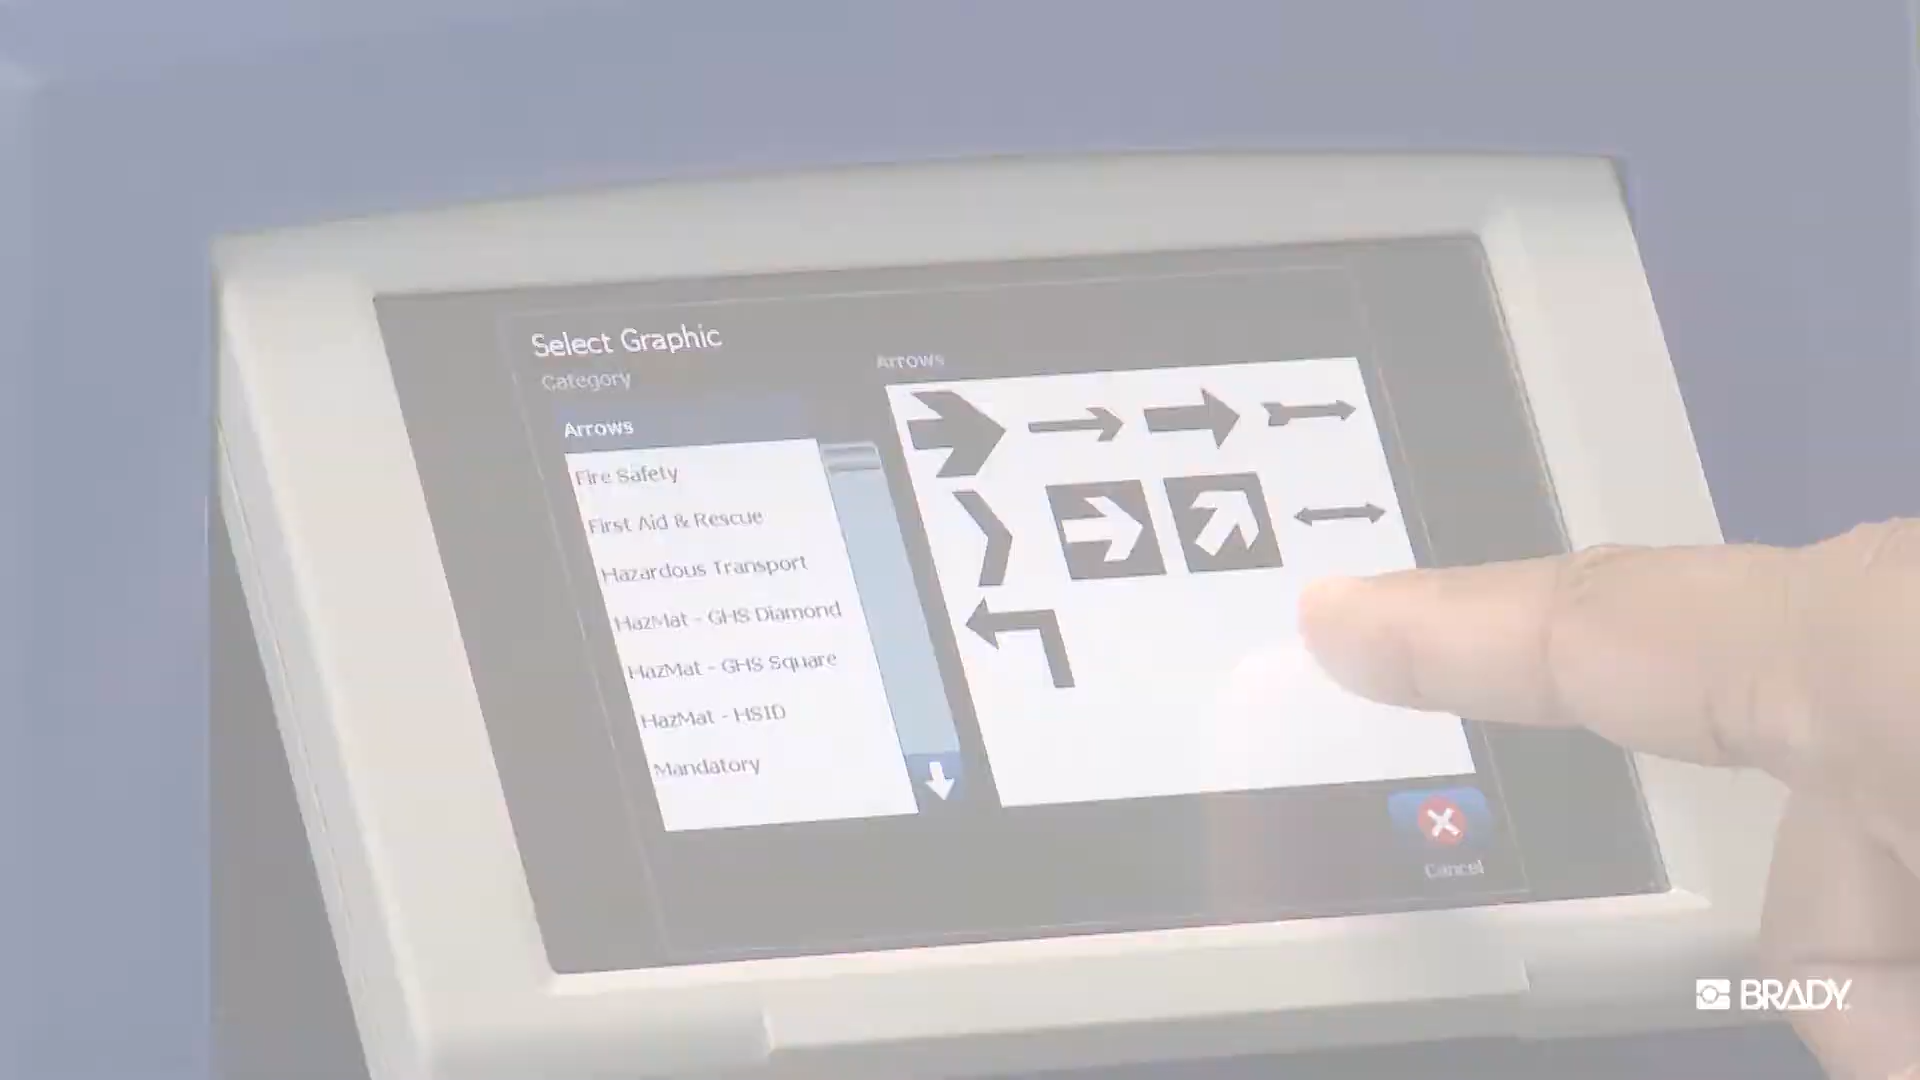 Select Graphic
Category
Arrows
Arrows
Fire Safety
First Aid & Rescue
Hazardous Transport
HazMat - GHS Diamond
HazMat - GHS Square
HazMat - HSID
Mandatory
Cancel
BRADY